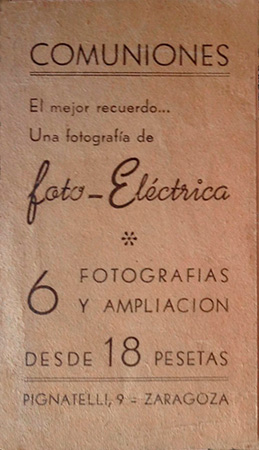 COMUNIONES
El mejor recuerdo...
Una fotografía de
foto-Eléctrica
*
6 FOTOGRAFIAS
Y AMPLIACION
DESDE 18 PESETAS
PIGNATELLI, 9 = ZARAGOZA